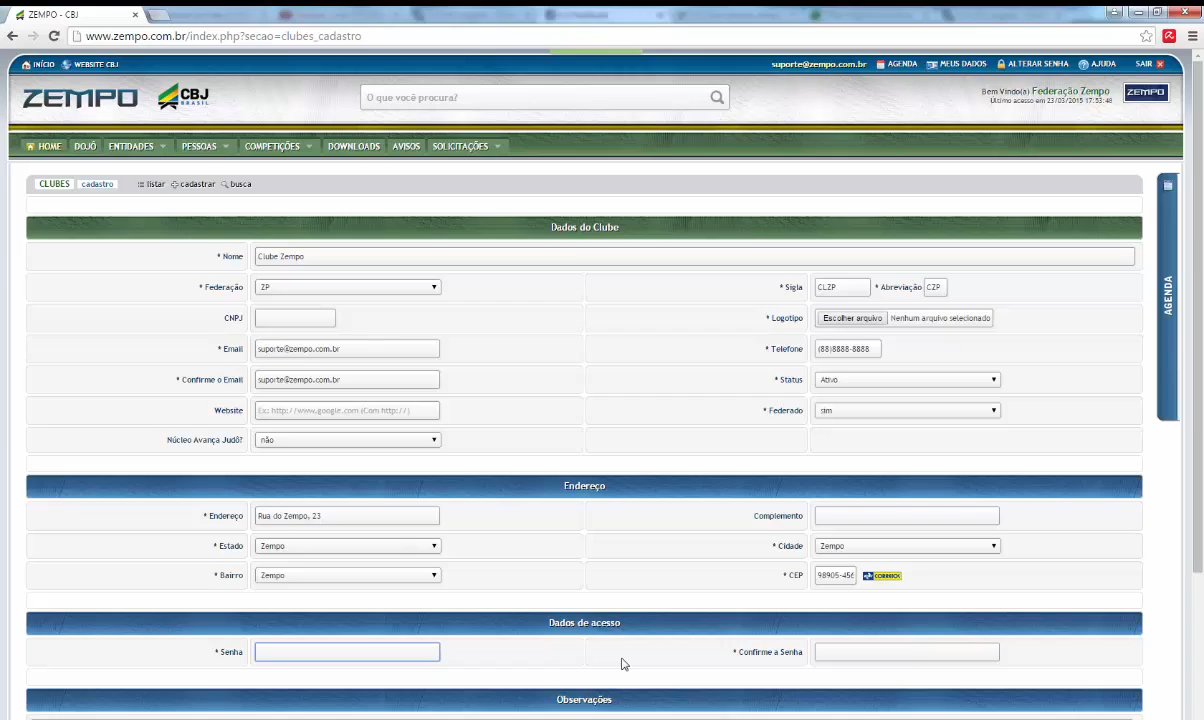 ZEMPO - CBJ
www.zempo.com.br/index.php?secao=clubes_cadastro
INÍCIO WEBSITE CBJ suporte@zempo.com.br AGENDA MEUS DADOS ALTERAR SENHA AJUDA SAIR
ZEMPO CBJ BRASIL O que você procura? Bem Vindo(a) Federação Zempo ZEMPO
Último acesso em 23/03/2015 17:53:48
HOME DOJÔ ENTIDADES PESSOAS COMPETIÇÕES DOWNLOADS AVISOS SOLICITAÇÕES
CLUBES cadastro listar cadastrar busca
Dados do Clube
* Nome Clube Zempo
* Federação ZP * Sigla CLZP * Abreviação CZP
CNPJ * Logotipo Escolher arquivo Nenhum arquivo selecionado
* Email suporte@zempo.com.br * Telefone (88)8888-8888
* Confirme o Email suporte@zempo.com.br * Status Ativo
Website Ex: http://www.google.com (Com http://) * Federado sim
Núcleo Avança Judô? não
Endereço
* Endereço Rua do Zempo, 23 Complemento
* Estado Zempo * Cidade Zempo
* Bairro Zempo * CEP 98905-456 CORREIOS
Dados de acesso
* Senha * Confirme a Senha
Observações
AGENDA